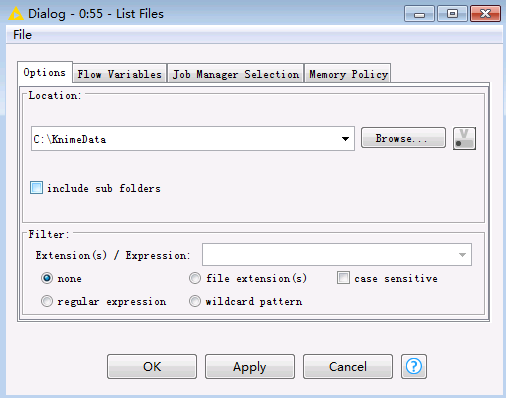 Dialog - 0:55 - List Files
File
Options Flow Variables Job Manager Selection Memory Policy
Location:
C:\KnimeData Browse... V
include sub folders
Filter:
Extension(s) / Expression:
none file extension(s) case sensitive
regular expression wildcard pattern
OK Apply Cancel ?